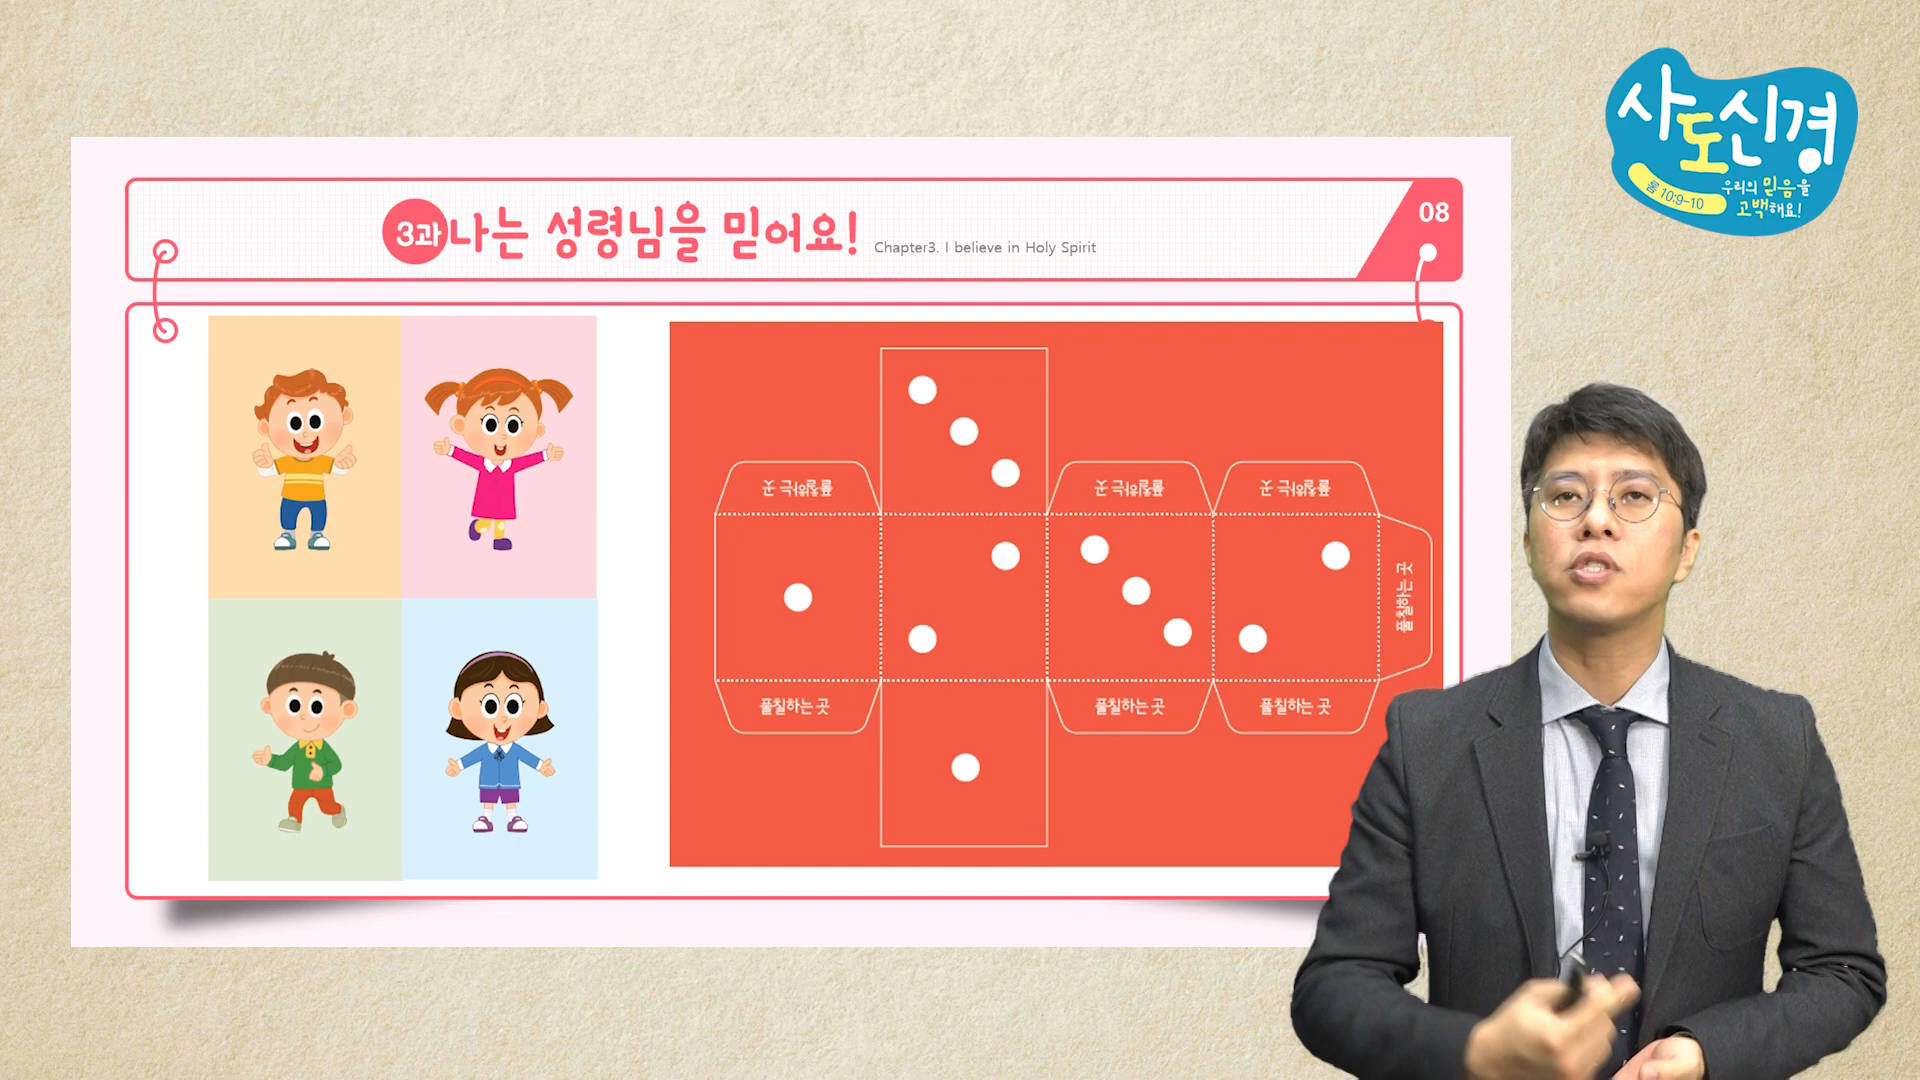 사도신경
롬 10:9-10
우리의 믿음을
고백해요!
3과 나는 성령님을 믿어요!
Chapter3. I believe in Holy Spirit
08
풀칠하는 곳
풀칠하는 곳
풀칠하는 곳
풀칠하는 곳
풀칠하는 곳
풀칠하는 곳
풀칠하는 곳